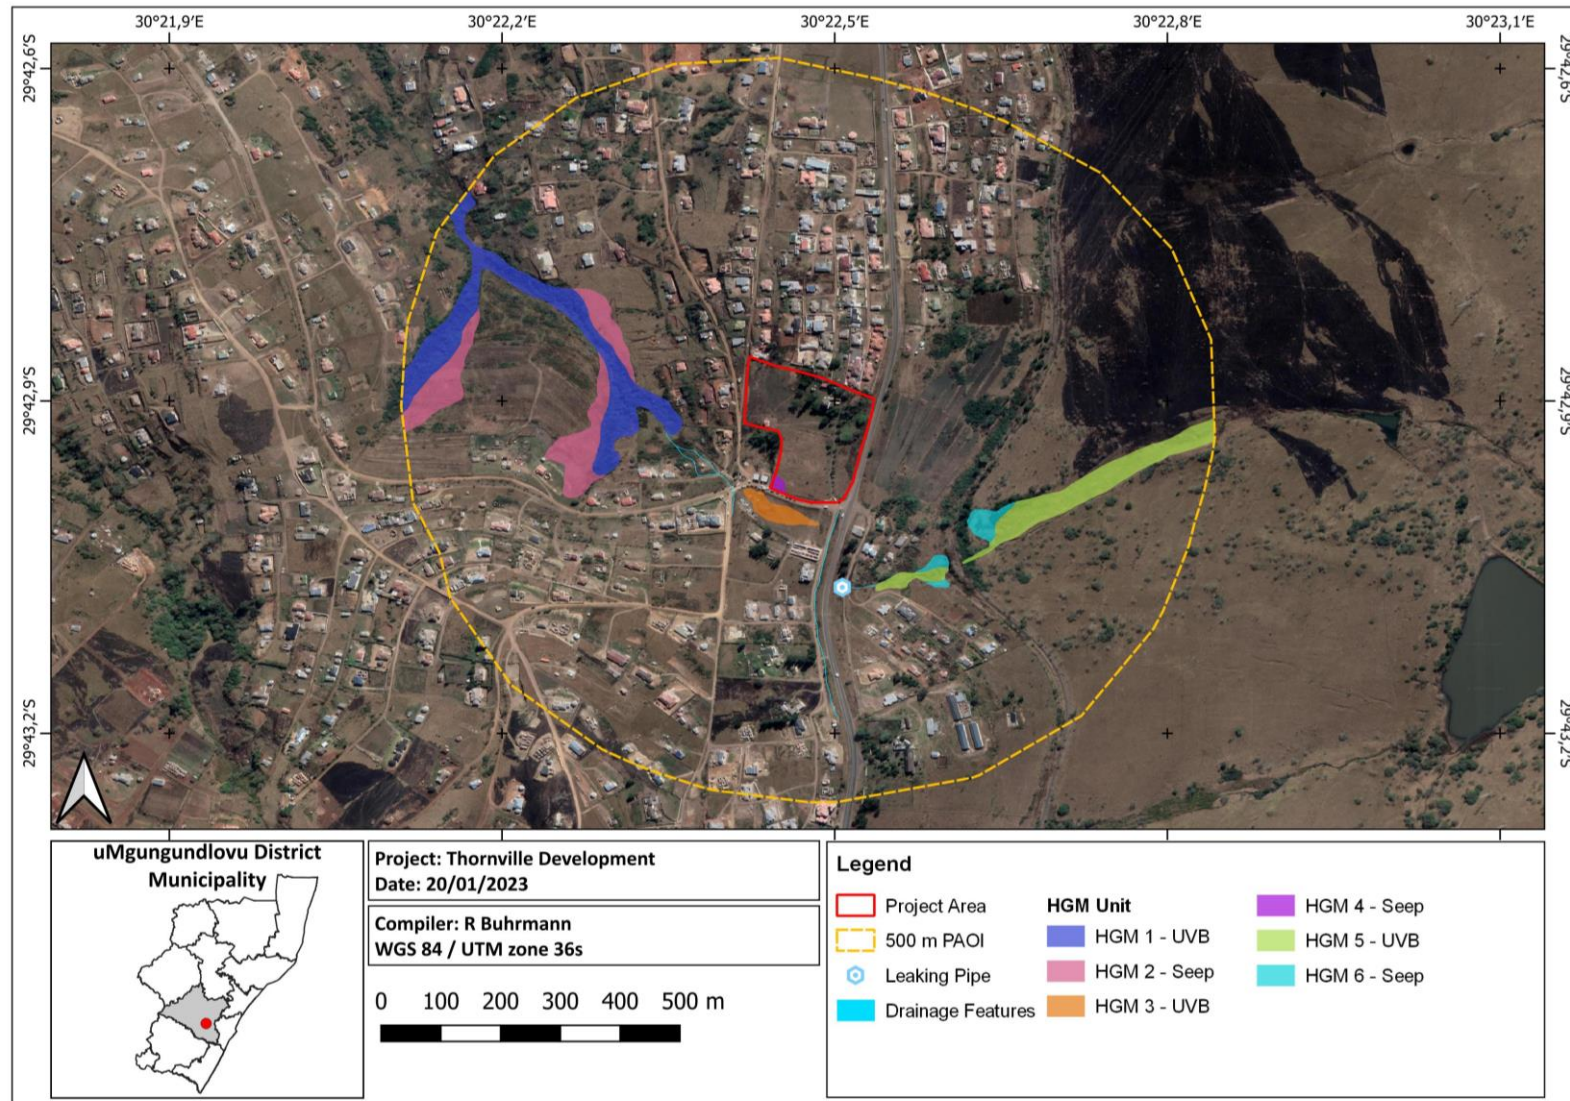 30°21,9'E 30°22,2'E 30°22,5'E 30°22,8'E 30°23,1'E
29°42,6'S 29°42,6'S
29°42,9'S 29°42,9'S
29°43,2'S 29°43,2'S
uMgungundlovu District
Municipality
Project: Thornville Development
Date: 20/01/2023
Compiler: R Buhrmann
WGS 84 / UTM zone 36s
0 100 200 300 400 500 m
Legend
Project Area
500 m PAOI
Leaking Pipe
Drainage Features
HGM Unit
HGM 1 - UVB
HGM 2 - Seep
HGM 3 - UVB
HGM 4 - Seep
HGM 5 - UVB
HGM 6 - Seep